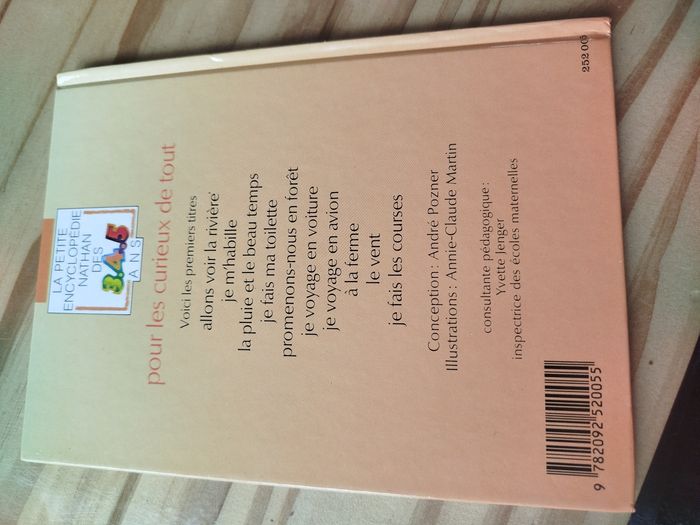 LA PETITE
ENCYCLOPÉDIE
NATHAN
DES
3.4.5
ANS
pour les curieux de tout
Voici les premiers titres
allons voir la rivière
je m'habille
la pluie et le beau temps
je fais ma toilette
promenons-nous en forêt
je voyage en voiture
je voyage en avion
à la ferme
le vent
je fais les courses
Conception : André Pozner
Illustrations : Annie-Claude Martin
consultante pédagogique :
Yvette Jenger
inspectrice des écoles maternelles
9 782092 520055
252 005